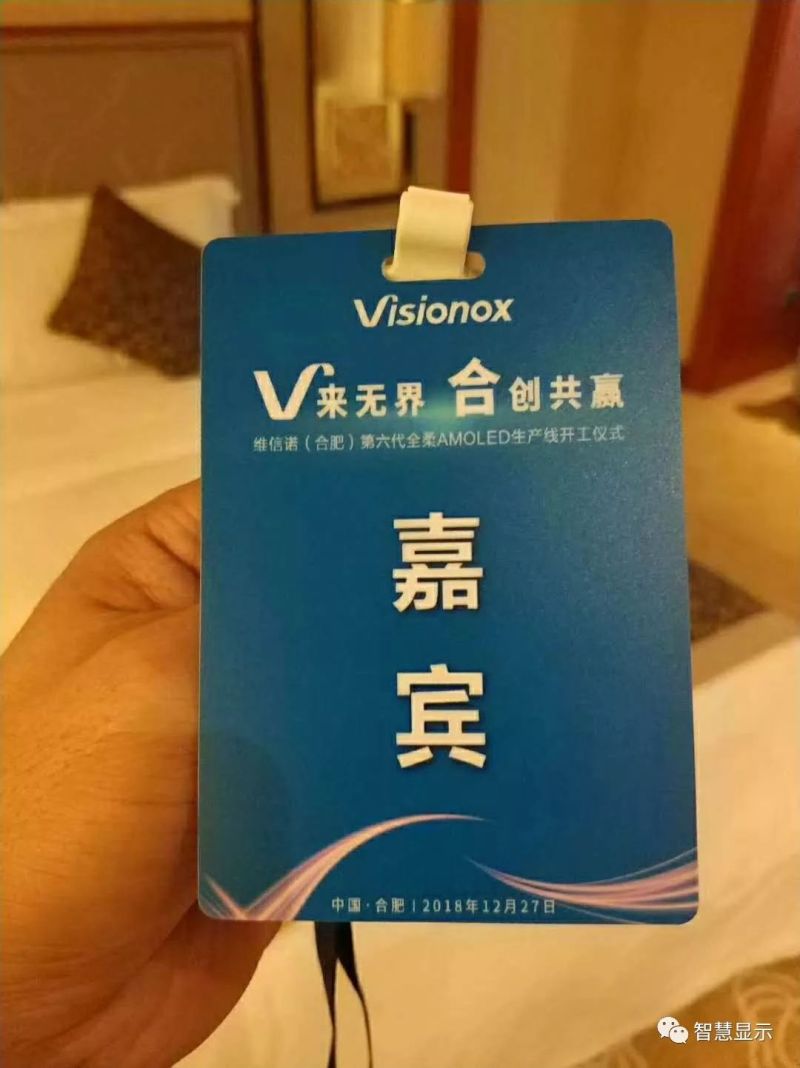 Visionox
V来无界 合创共赢
维信诺（合肥）第六代全柔AMOLED生产线开工仪式
嘉
宾
中国·合肥 | 2018年12月27日
智慧显示